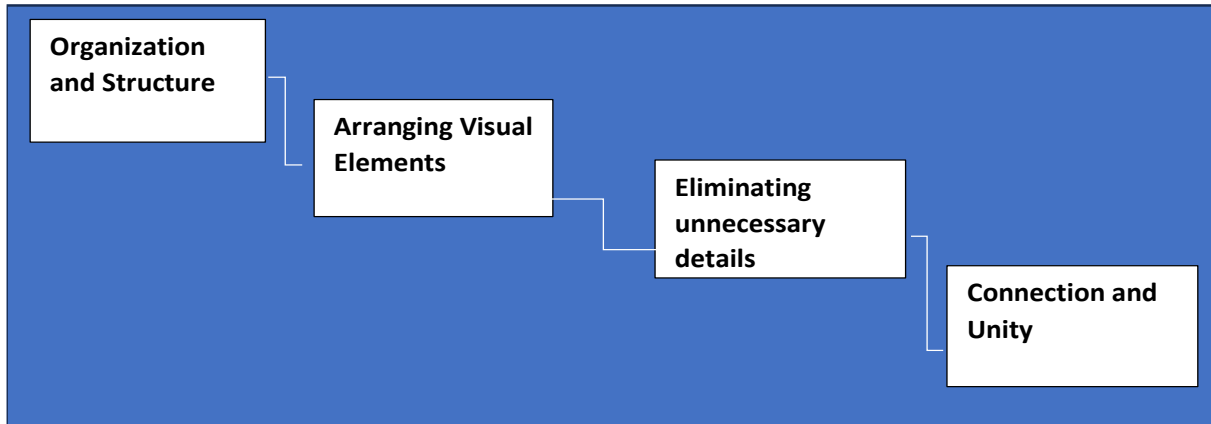 Organization
and Structure
Arranging Visual
Elements
Eliminating
unnecessary
details
Connection and
Unity